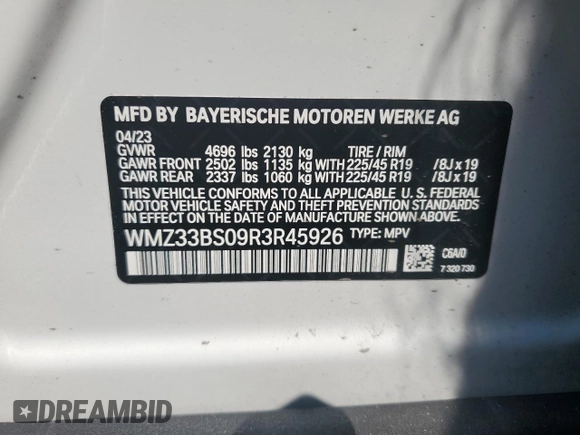 MFD BY BAYERISCHE MOTOREN WERKE AG
04/23
GVWR 4696 lbs 2130 kg TIRE / RIM
GAWR FRONT 2502 lbs 1135 kg WITH 225/45 R19 /8J x 19
GAWR REAR 2337 lbs 1060 kg WITH 225/45 R19 /8J x 19
THIS VEHICLE CONFORMS TO ALL APPLICABLE U.S. FEDERAL
MOTOR VEHICLE SAFETY, BUMPER, AND THEFT PREVENTION
STANDARDS IN EFFECT ON THE DATE OF MANUFACTURE SHOWN ABOVE.
WMZ33BS09R3R45926 TYPE: MPV
C6A/0
7 320 730
DREAMBID